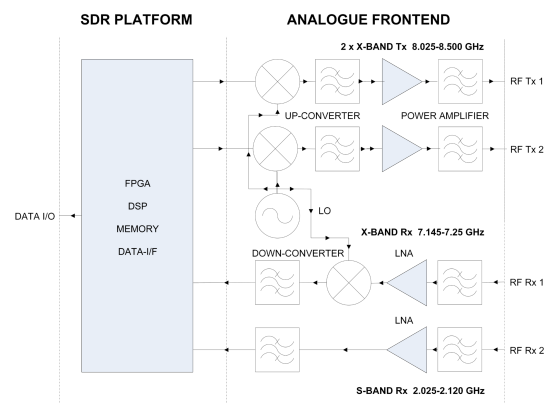 SDR PLATFORM
ANALOGUE FRONTEND
2 x X-BAND Tx 8.025-8.500 GHz
RF Tx 1
UP-CONVERTER
POWER AMPLIFIER
RF Tx 2
FPGA
DSP
MEMORY
DATA-I/F
DATA I/O
LO
X-BAND Rx 7.145-7.25 GHz
DOWN-CONVERTER
LNA
RF Rx 1
LNA
RF Rx 2
S-BAND Rx 2.025-2.120 GHz